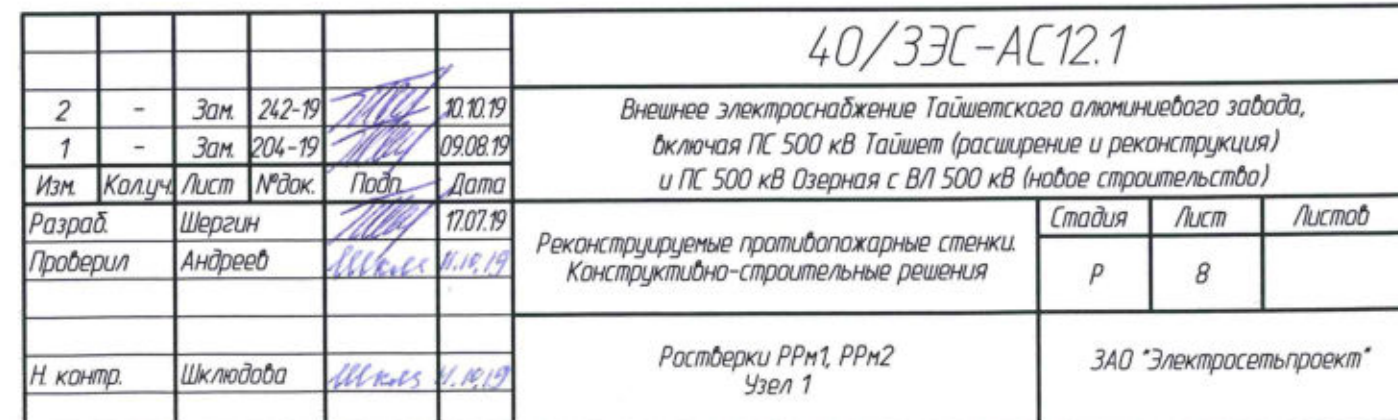 40/ЗЭС-АС12.1
2 - Зам. 242-19 10.10.19
1 - Зам. 204-19 09.08.19
Изм. Кол.уч. Лист №док. Подп. Дата
Внешнее электроснабжение Тайшетского алюминиевого завода,
включая ПС 500 кВ Тайшет (расширение и реконструкция)
и ПС 500 кВ Озерная с ВЛ 500 кВ (новое строительство)
Разраб. Шергин 17.07.19
Проверил Андреев 11.10.19
Н. контр. Шклюдова 11.10.19
Реконструируемые противопожарные стенки.
Конструктивно-строительные решения
Стадия Лист Листов
Р 8
Ростверки РРм1, РРм2
Узел 1
ЗАО "Электросетьпроект"